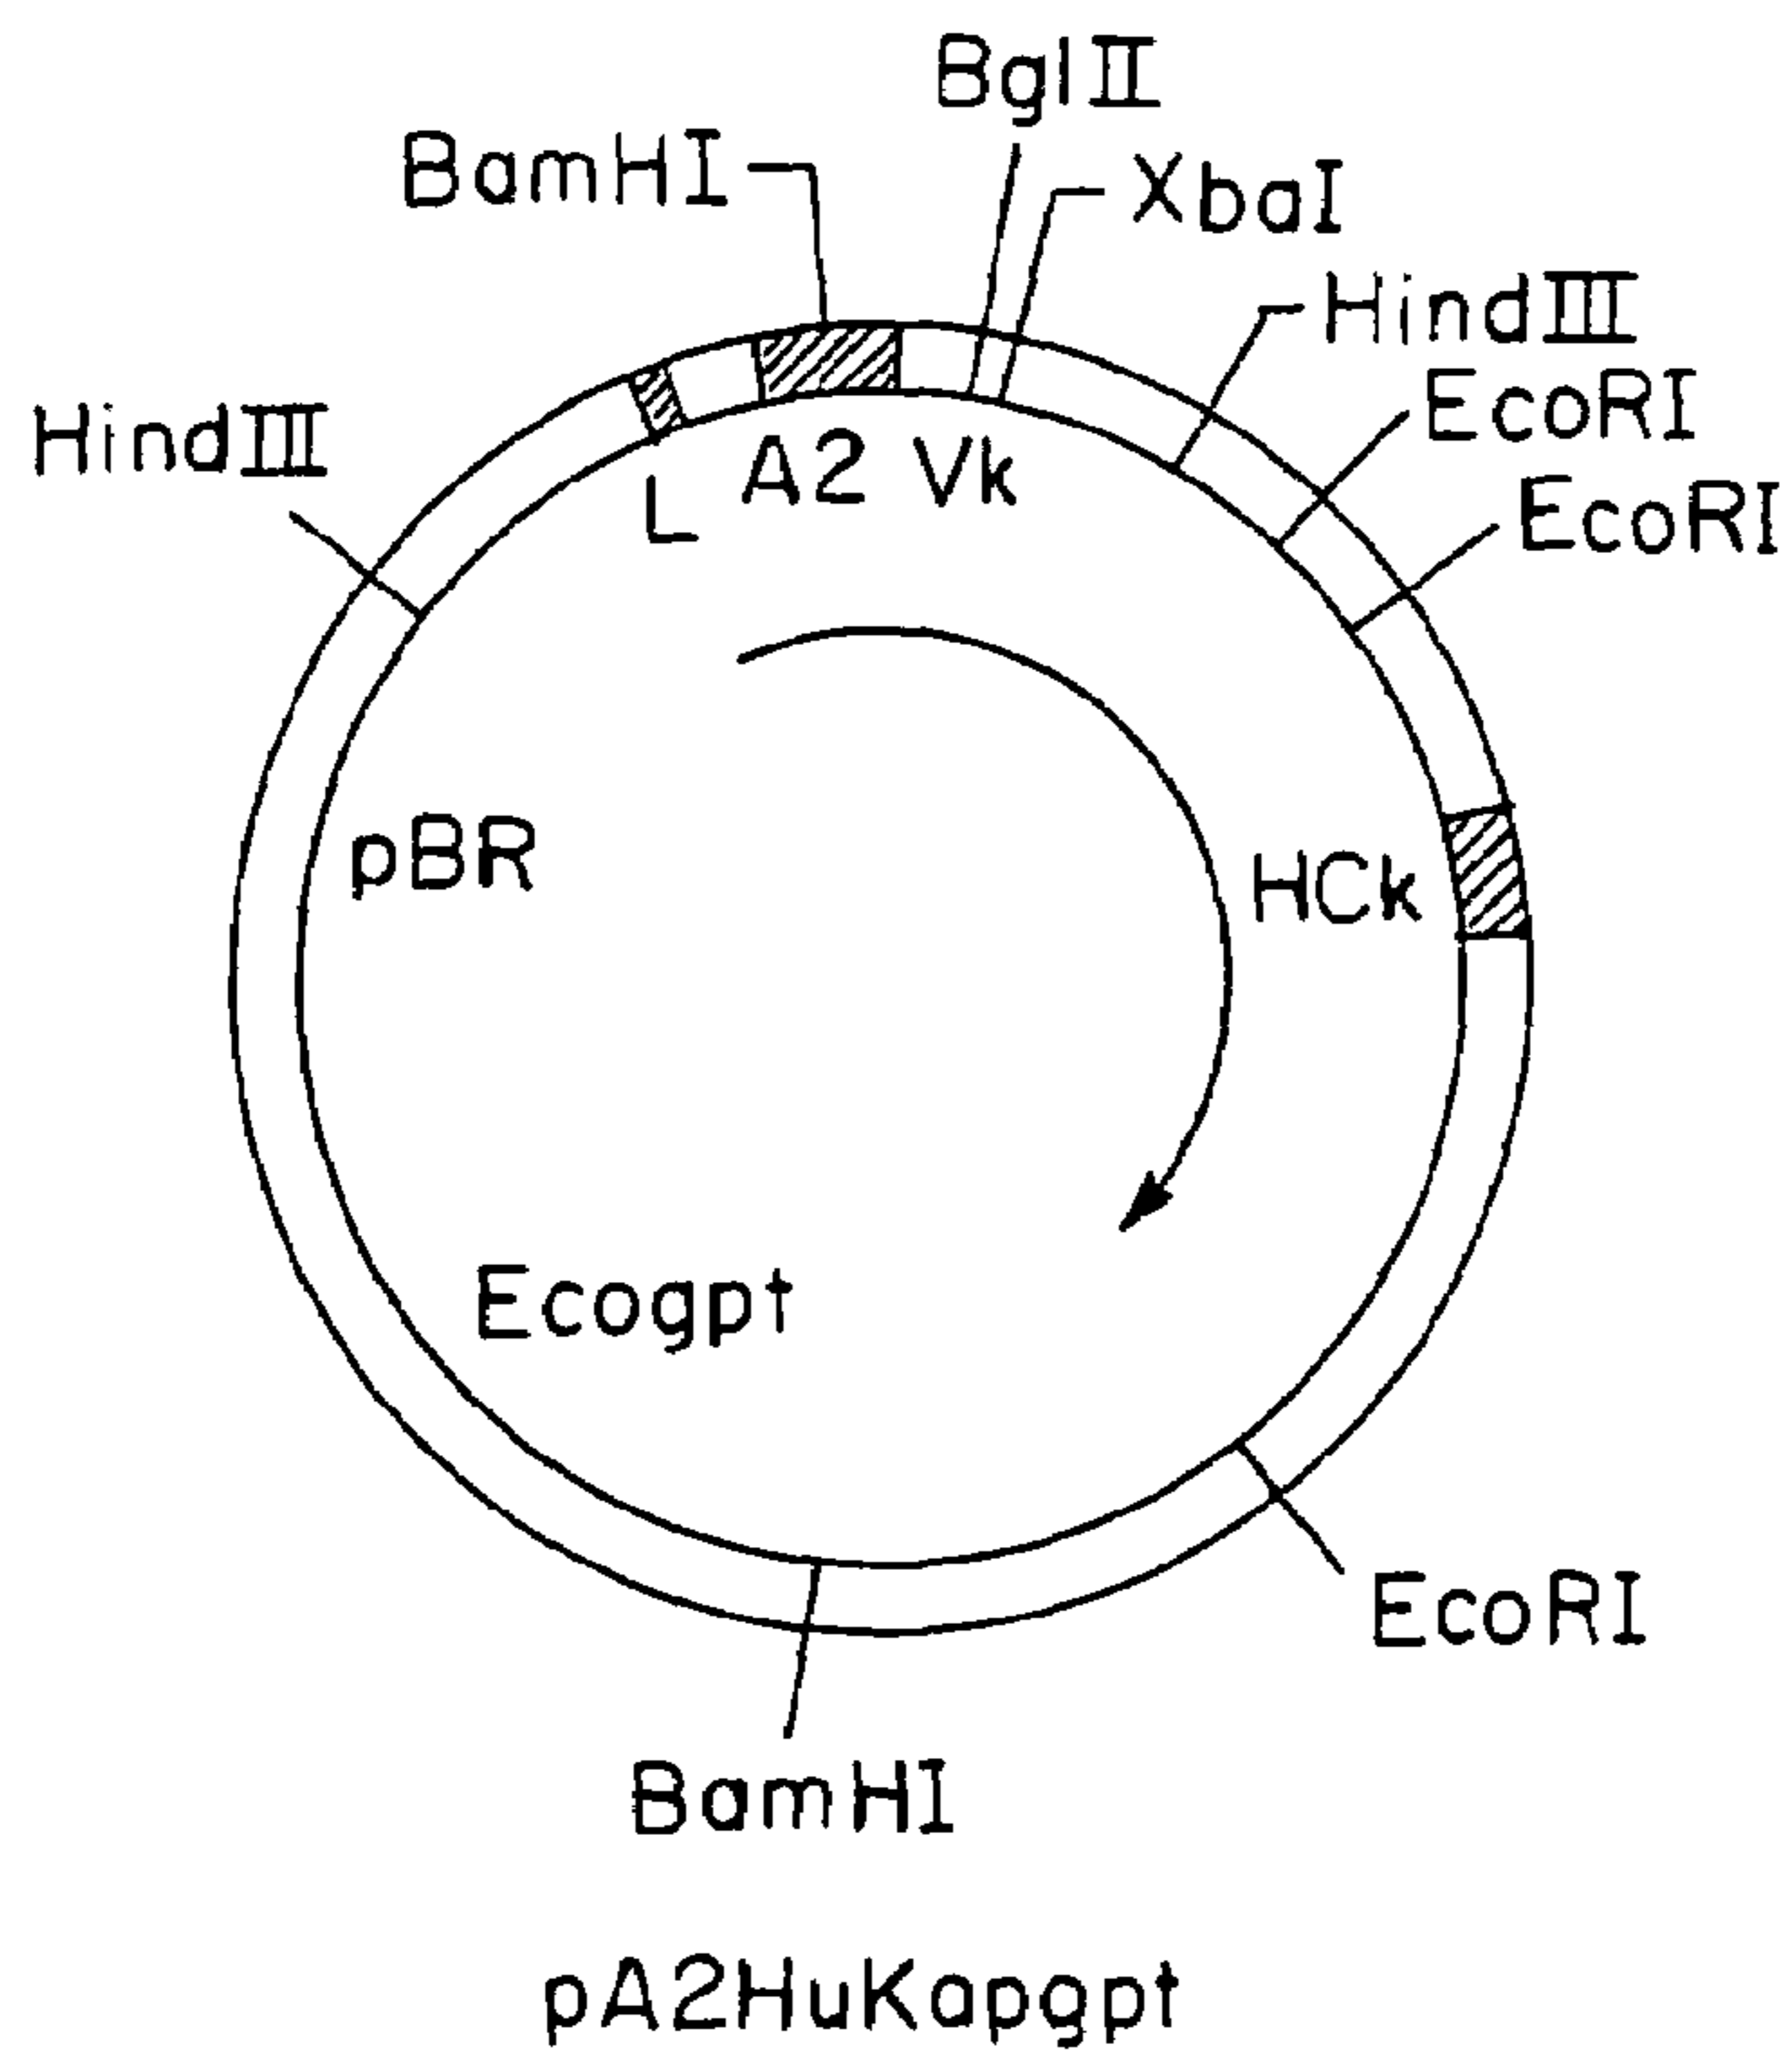 BglII
BamHI
XbaI
HindIII
EcoRI
HindIII
EcoRI
L
A2 Vk
pBR
HCk
Ecogpt
EcoRI
BamHI
pA2HuKapgpt